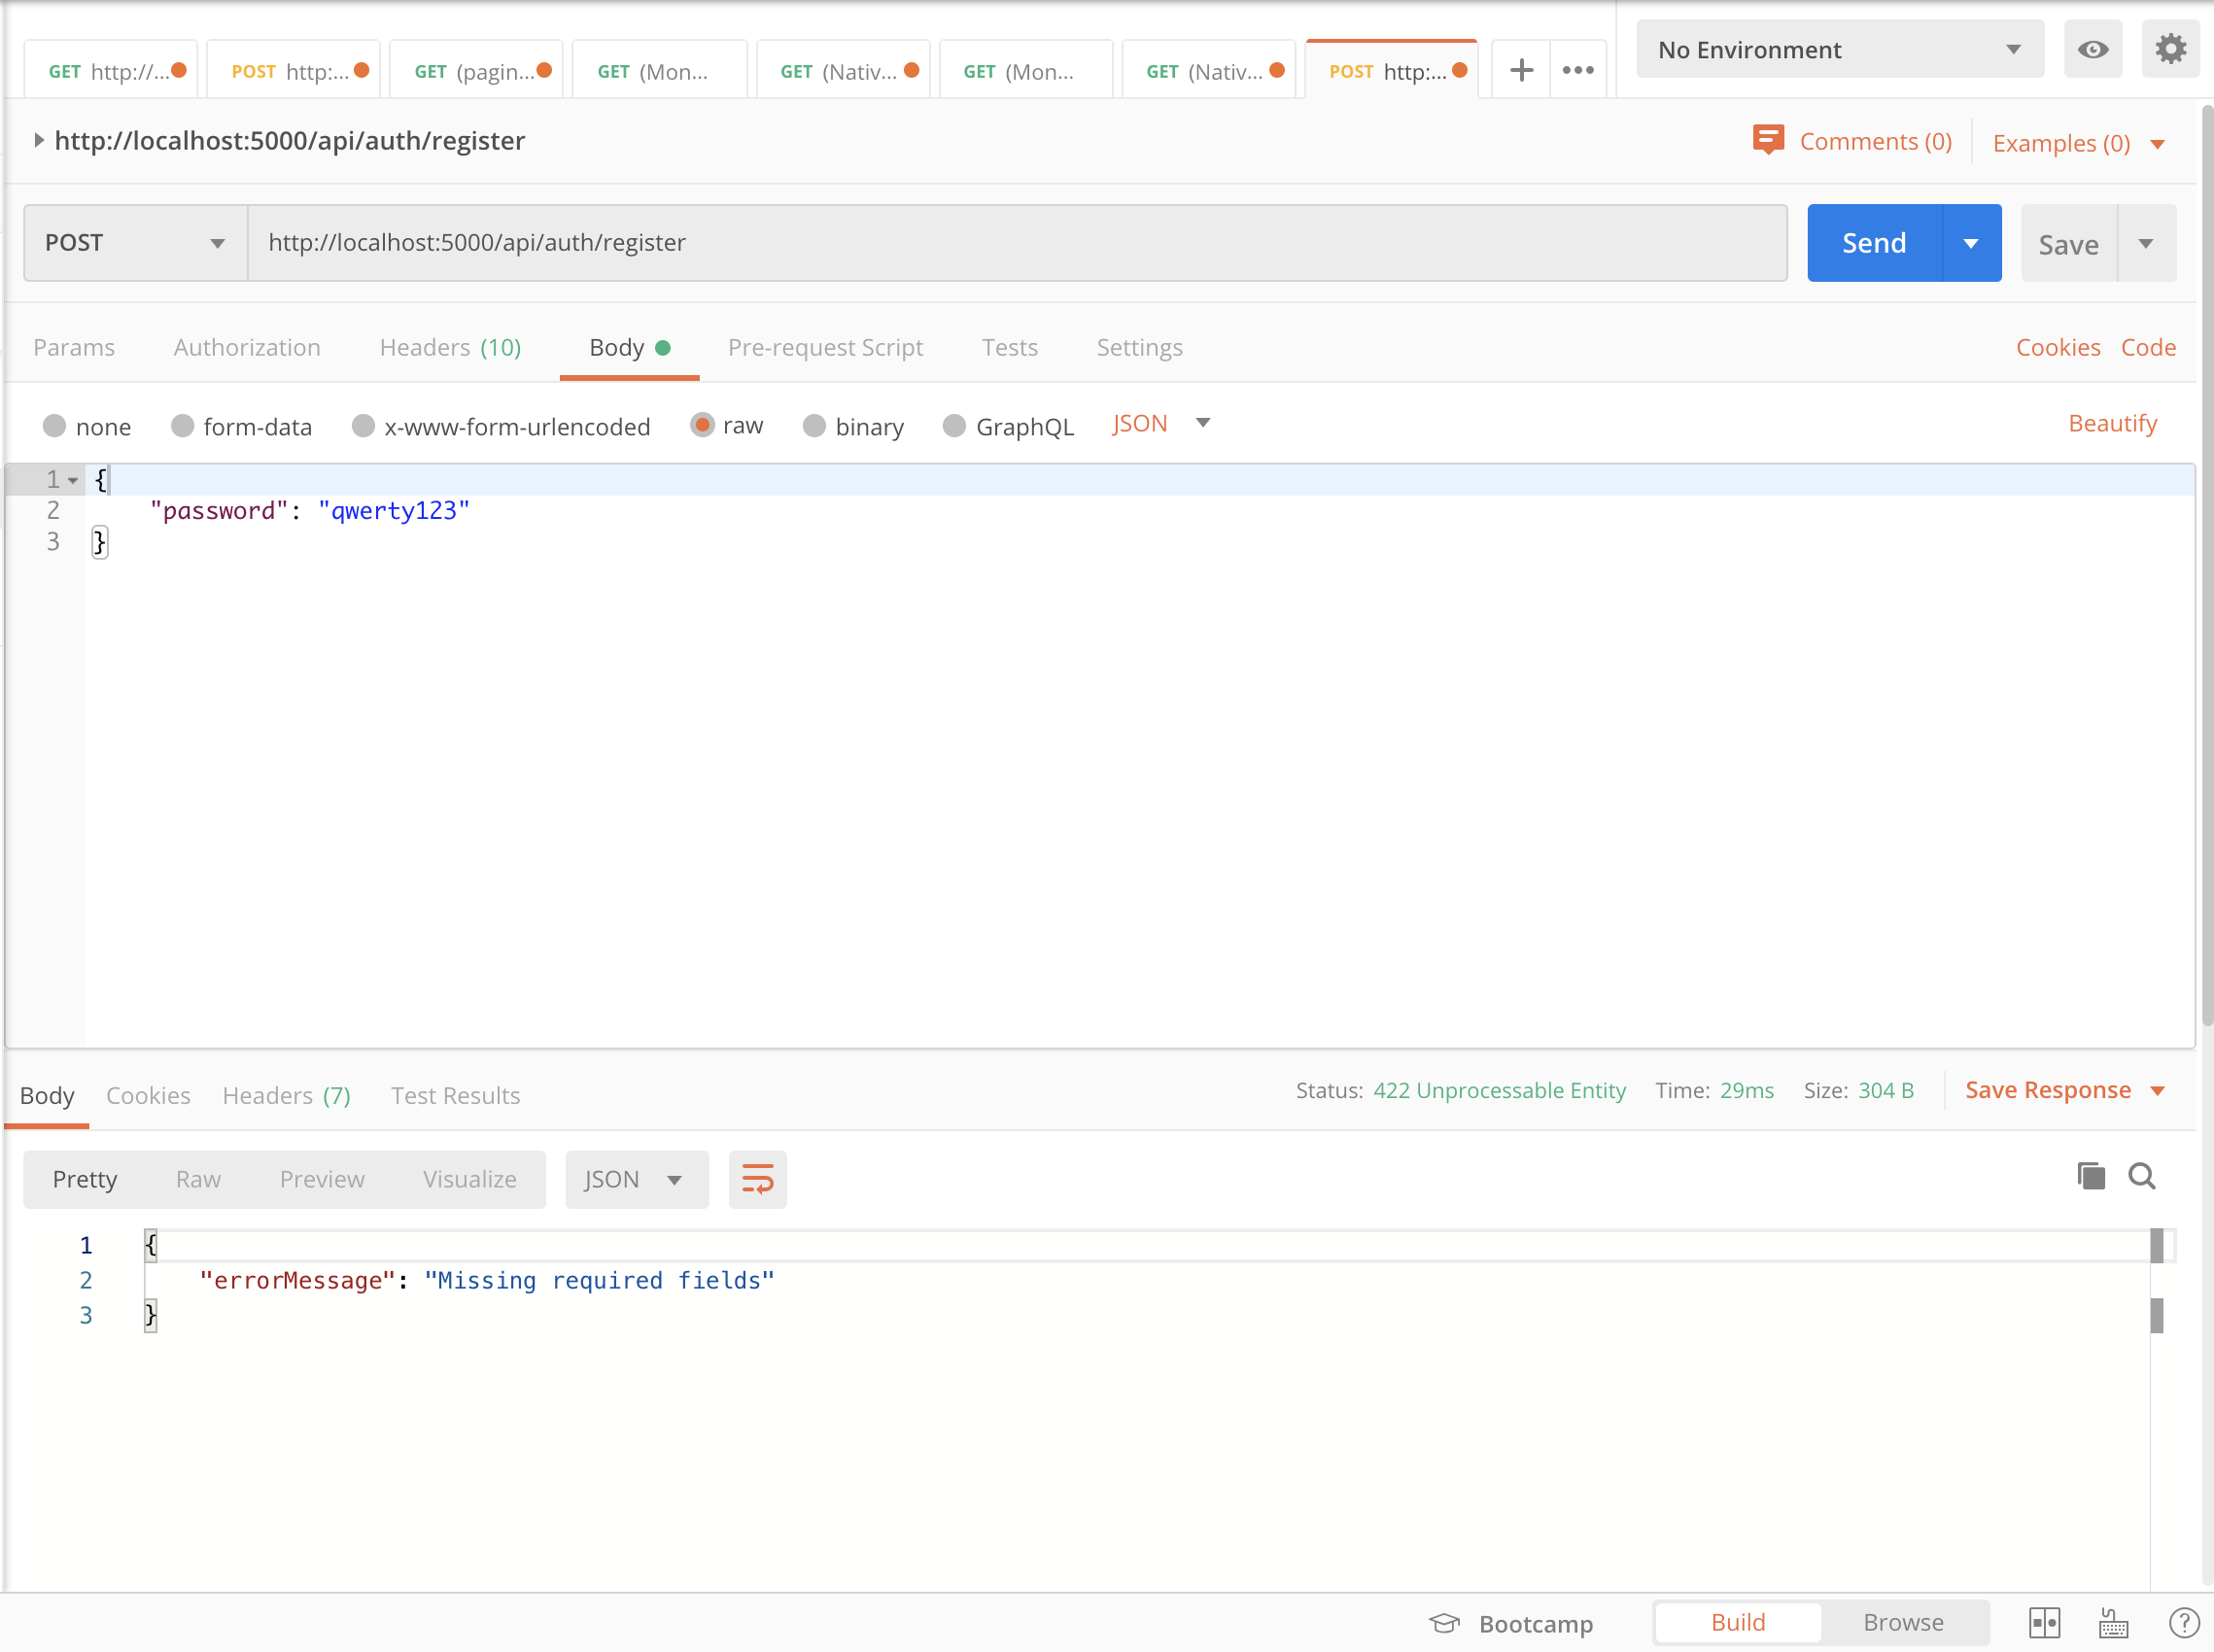 GET http://...
POST http:...
GET (pagin...
GET (Mon...
GET (Nativ...
GET (Mon...
GET (Nativ...
POST http:...
No Environment
http://localhost:5000/api/auth/register
Comments (0)
Examples (0)
POST
http://localhost:5000/api/auth/register
Send
Save
Params Authorization Headers (10) Body Pre-request Script Tests Settings Cookies Code
none form-data x-www-form-urlencoded raw binary GraphQL JSON Beautify
1 {
2 "password": "qwerty123"
3 }
Body Cookies Headers (7) Test Results Status: 422 Unprocessable Entity Time: 29ms Size: 304 B Save Response
Pretty Raw Preview Visualize JSON
1 {
2 "errorMessage": "Missing required fields"
3 }
Bootcamp Build Browse ?